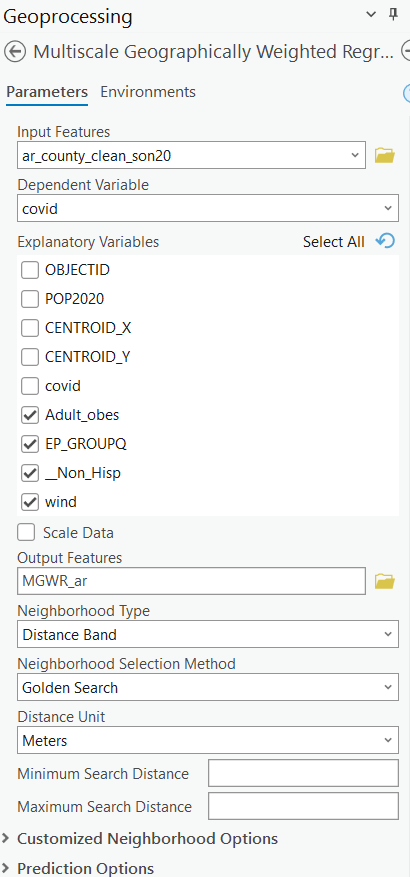 Geoprocessing
Multiscale Geographically Weighted Regr...
Parameters Environments
Input Features
ar_county_clean_son20
Dependent Variable
covid
Explanatory Variables Select All
OBJECTID
POP2020
CENTROID_X
CENTROID_Y
covid
Adult_obes
EP_GROUPQ
__Non_Hisp
wind
Scale Data
Output Features
MGWR_ar
Neighborhood Type
Distance Band
Neighborhood Selection Method
Golden Search
Distance Unit
Meters
Minimum Search Distance
Maximum Search Distance
Customized Neighborhood Options
Prediction Options